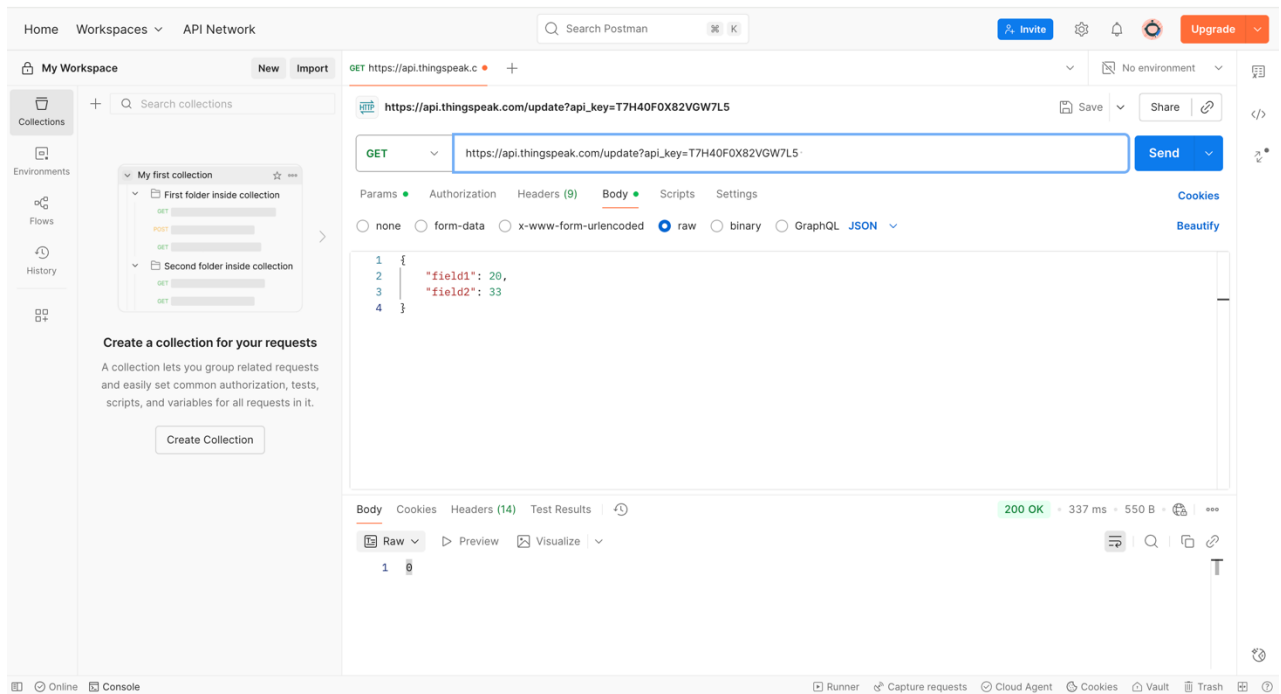 Home Workspaces API Network Search Postman ⌘ K Invite Upgrade
My Workspace New Import GET https://api.thingspeak.c No environment
Collections
Environments
Flows
History
Search collections
My first collection
First folder inside collection
GET
POST
GET
Second folder inside collection
GET
GET
Create a collection for your requests
A collection lets you group related requests
and easily set common authorization, tests,
scripts, and variables for all requests in it.
Create Collection
HTTP https://api.thingspeak.com/update?api_key=T7H40F0X82VGW7L5 Save Share
GET https://api.thingspeak.com/update?api_key=T7H40F0X82VGW7L5 Send
Params Authorization Headers (9) Body Scripts Settings Cookies
none form-data x-www-form-urlencoded raw binary GraphQL JSON Beautify
1 {
2 "field1": 20,
3 "field2": 33
4 }
Body Cookies Headers (14) Test Results 200 OK 337 ms 550 B
Raw Preview Visualize
1 0
Online Console Runner Capture requests Cloud Agent Cookies Vault Trash